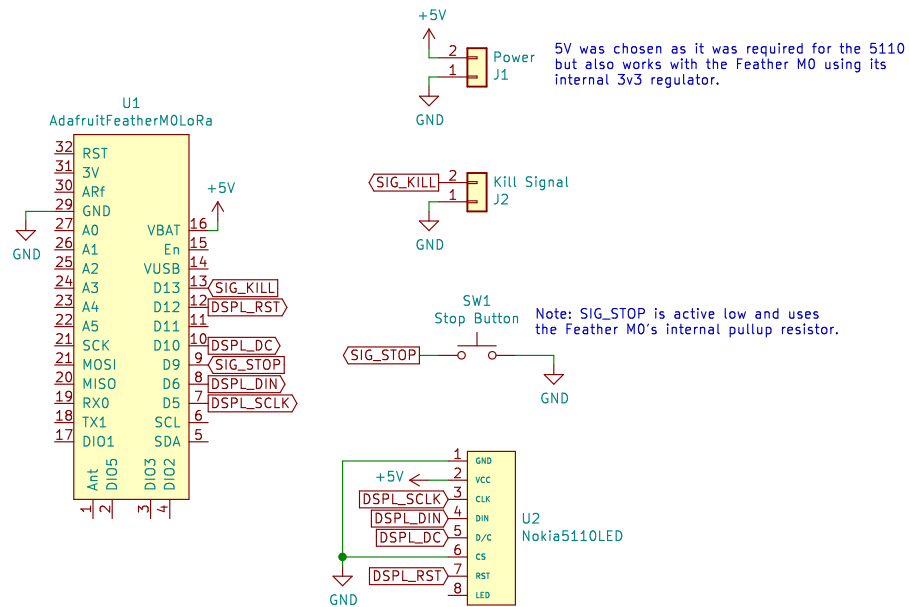 +5V
2
Power
1
J1
GND
5V was chosen as it was required for the 5110
but also works with the Feather M0 using its
internal 3v3 regulator.
U1
AdafruitFeatherM0LoRa
32 RST
31 3V
30 ARf
29 GND
27 A0
26 A1
25 A2
24 A3
23 A4
22 A5
21 SCK
21 MOSI
20 MISO
19 RX0
18 TX1
17 DIO1
VBAT 16
En 15
VUSB 14
D13 13 SIG_KILL
D12 12 DSPL_RST
D11 11
D10 10 DSPL_DC
D9 9 SIG_STOP
D6 8 DSPL_DIN
D5 7 DSPL_SCLK
SCL 6
SDA 5
Ant 1
DIO5 2
DIO3 3
DIO2 4
+5V
GND
SIG_KILL 2
Kill Signal
1
J2
GND
SW1
Stop Button
SIG_STOP
GND
Note: SIG_STOP is active low and uses
the Feather M0's internal pullup resistor.
1 GND
+5V 2 VCC
DSPL_SCLK 3 CLK
DSPL_DIN 4 DIN
DSPL_DC 5 D/C
6 CS
DSPL_RST 7 RST
8 LED
GND
U2
Nokia5110LED